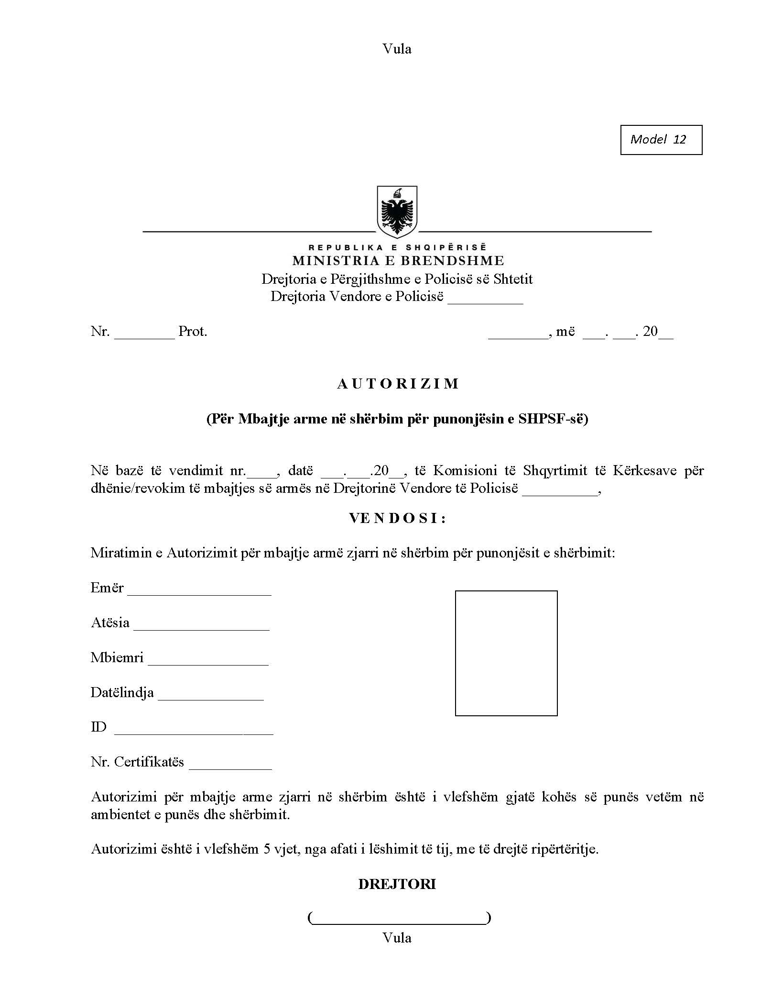 Vula
Model 12
REPUBLIKA E SHQIPËRISË
MINISTRIA E BRENDSHME
Drejtoria e Përgjithshme e Policisë së Shtetit
Drejtoria Vendore e Policisë __________
Nr. ________ Prot. ________, më ___. ___. 20__
A U T O R I Z I M
(Për Mbajtje arme në shërbim për punonjësin e SHPSF-së)
Në bazë të vendimit nr.____, datë ___.___.20__, të Komisioni të Shqyrtimit të Kërkesave për
dhënie/revokim të mbajtjes së armës në Drejtorinë Vendore të Policisë __________,
VE N D O S I :
Miratimin e Autorizimit për mbajtje armë zjarri në shërbim për punonjësit e shërbimit:
Emër ___________________
Atësia __________________
Mbiemri ________________
Datëlindja ______________
ID _____________________
Nr. Certifikatës ___________
Autorizimi për mbajtje arme zjarri në shërbim është i vlefshëm gjatë kohës së punës vetëm në
ambientet e punës dhe shërbimit.
Autorizimi është i vlefshëm 5 vjet, nga afati i lëshimit të tij, me të drejtë ripërtëritje.
DREJTORI
(_______________________)
Vula